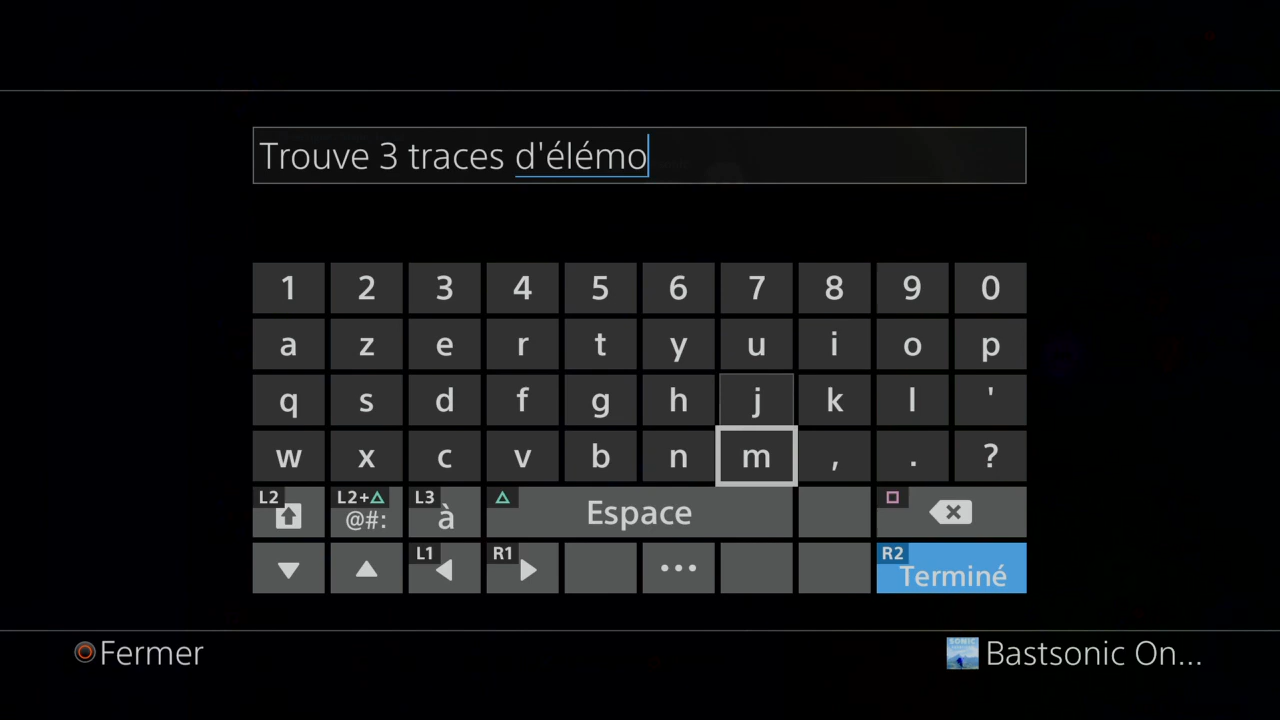 Trouve 3 traces d'élémo
1 2 3 4 5 6 7 8 9 0
a z e r t y u i o p
q s d f g h j k l '
w x c v b n m , . ?
L2 L2+△ @#: L3 à △ Espace □
L1 R1 ... R2 Terminé
Fermer SONIC Bastsonic On...